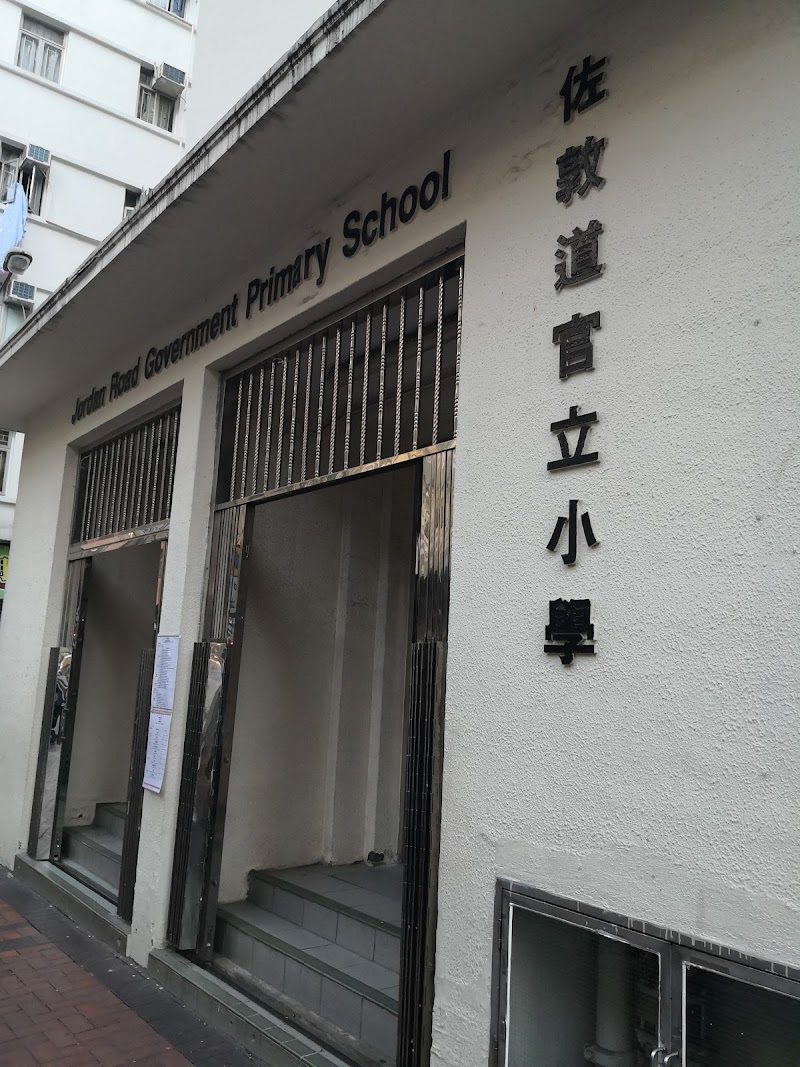 Jordan Road Government Primary School
佐敦道官立小學